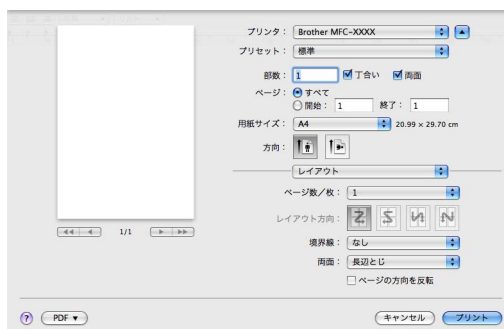 プリンタ： Brother MFC-XXXX
プリセット： 標準
部数： 1 丁合い 両面
ページ： すべて
開始： 1 終了： 1
用紙サイズ： A4 20.99 x 29.70 cm
方向：
レイアウト
ページ数／枚： 1
レイアウト方向：
境界線： なし
両面： 長辺とじ
ページの方向を反転
1/1
? PDF ▼ キャンセル プリント